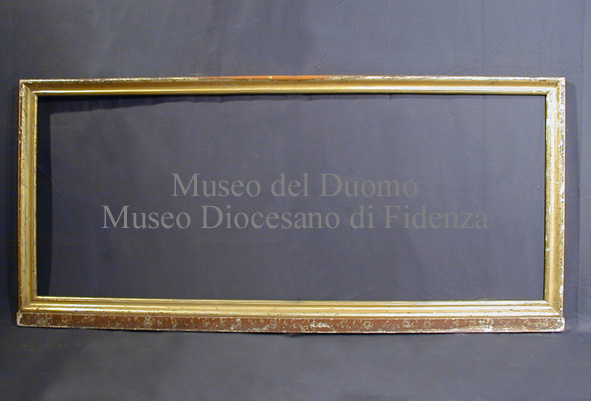 Museo del Duomo
Museo Diocesano di Fidenza